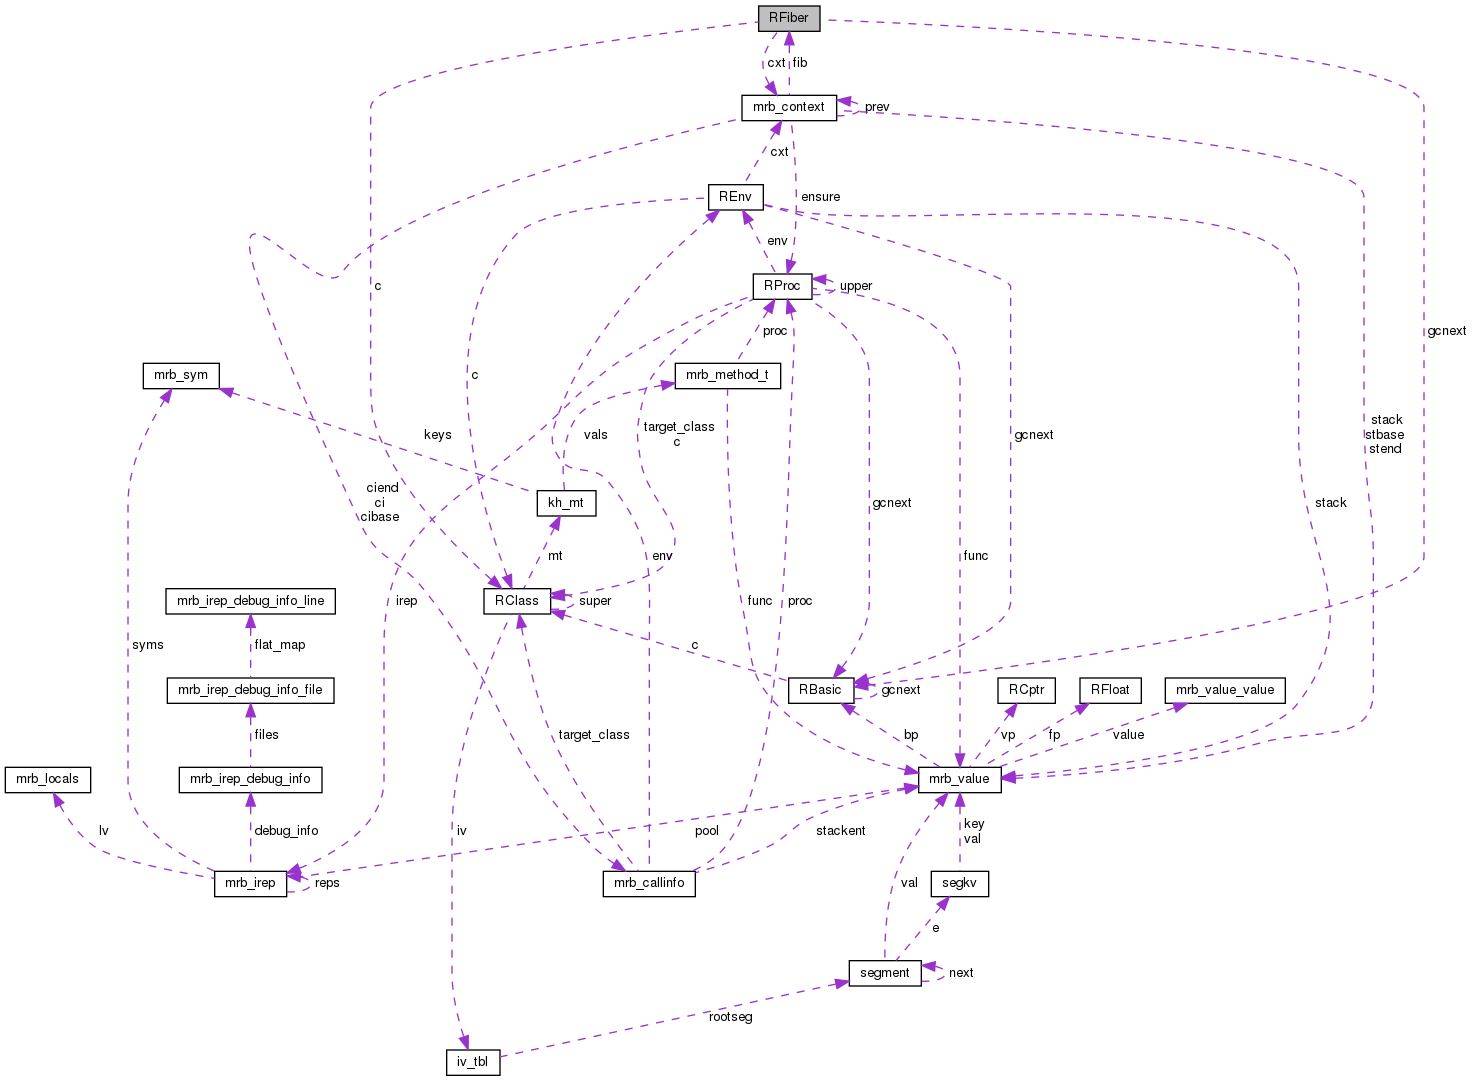 RFiber
cxt
fib
mrb_context
prev
cxt
REnv
ensure
env
RProc
upper
c
proc
gcnext
mrb_sym
mrb_method_t
c
keys
vals
target_class
c
gcnext
stack
stbase
stend
ciend
ci
cibase
kh_mt
gcnext
stack
mt
env
func
mrb_irep_debug_info_line
irep
RClass
super
func
proc
syms
flat_map
c
mrb_irep_debug_info_file
RBasic
gcnext
RCptr
RFloat
mrb_value_value
files
target_class
bp
vp
fp
value
mrb_locals
mrb_irep_debug_info
mrb_value
lv
debug_info
iv
pool
stackent
key
val
mrb_irep
reps
mrb_callinfo
val
segkv
e
segment
next
rootseg
iv_tbl